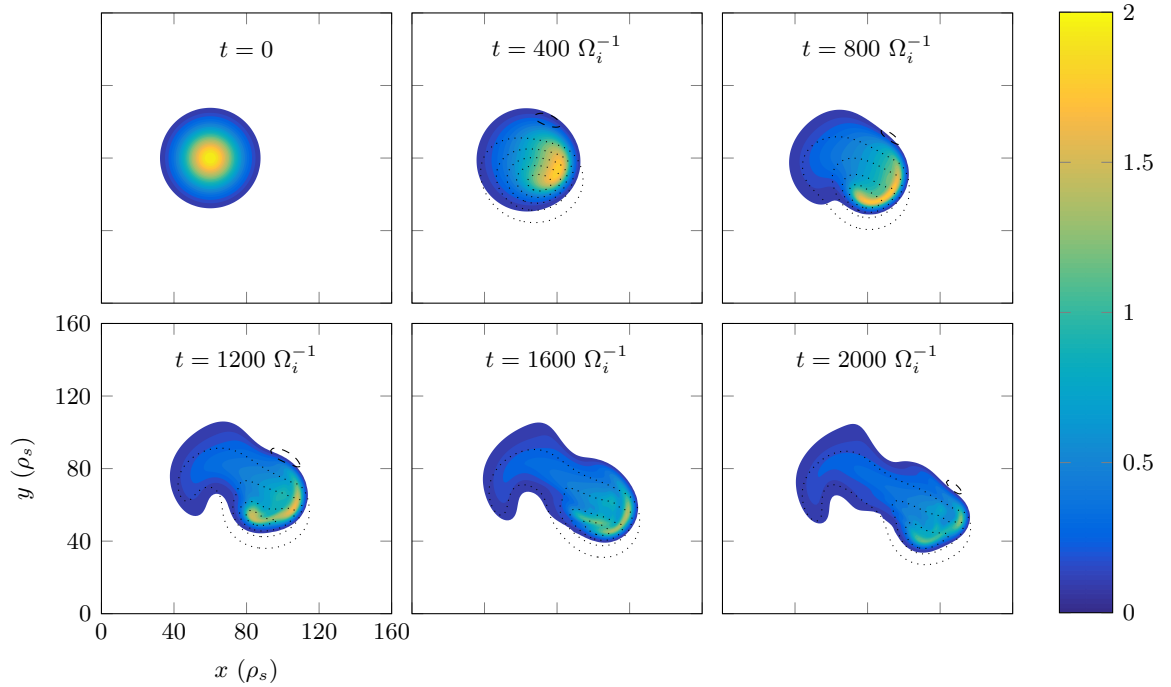 t = 0
t = 400 Ω_i^{-1}
t = 800 Ω_i^{-1}
2
1.5
1
0.5
0
t = 1200 Ω_i^{-1}
t = 1600 Ω_i^{-1}
t = 2000 Ω_i^{-1}
160
120
80
40
0
y (ρ_s)
0 40 80 120 160
x (ρ_s)